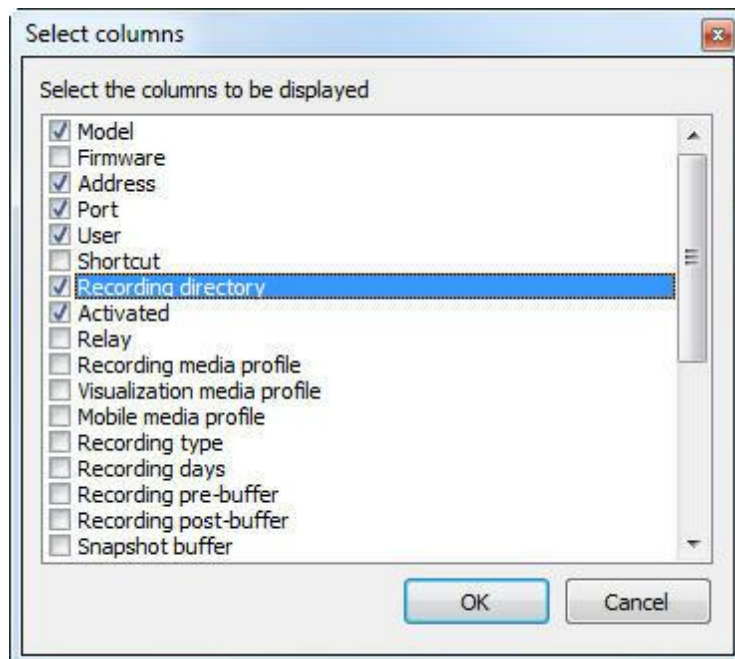 Select columns
Select the columns to be displayed
Model
Firmware
Address
Port
User
Shortcut
Recording directory
Activated
Relay
Recording media profile
Visualization media profile
Mobile media profile
Recording type
Recording days
Recording pre-buffer
Recording post-buffer
Snapshot buffer
OK Cancel